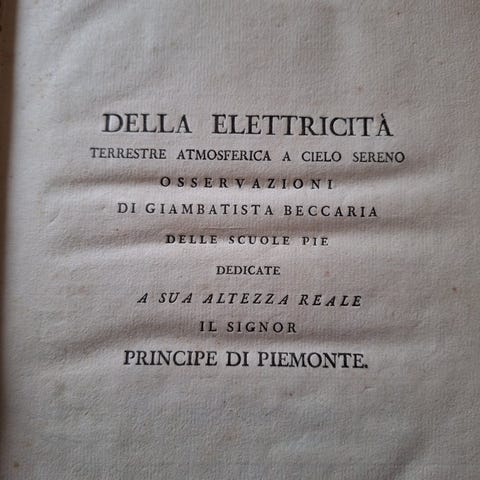 DELLA ELETTRICITÀ
TERRESTRE ATMOSFERICA A CIELO SERENO
OSSERVAZIONI
DI GIAMBATISTA BECCARIA
DELLE SCUOLE PIE
DEDICATE
A SUA ALTEZZA REALE
IL SIGNOR
PRINCIPE DI PIEMONTE.